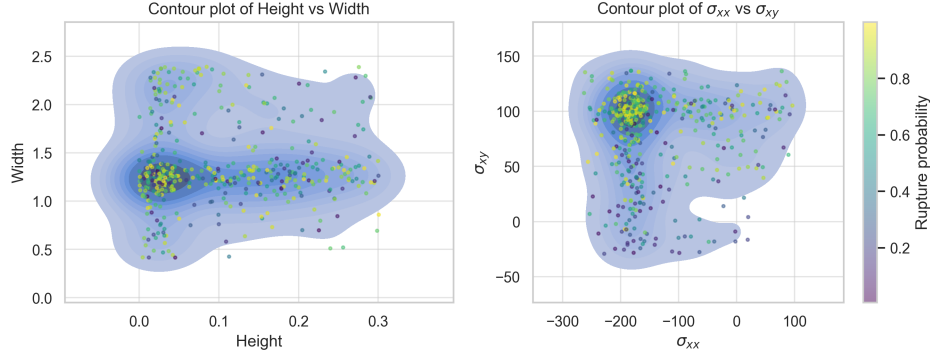 Contour plot of Height vs Width
2.5
2.0
1.5
1.0
0.5
0.0
Width
0.0 0.1 0.2 0.3
Height
Contour plot of σxx vs σxy
150
100
50
0
−50
σxy
−300 −200 −100 0 100
σxx
0.8
0.6
0.4
0.2
Rupture probability